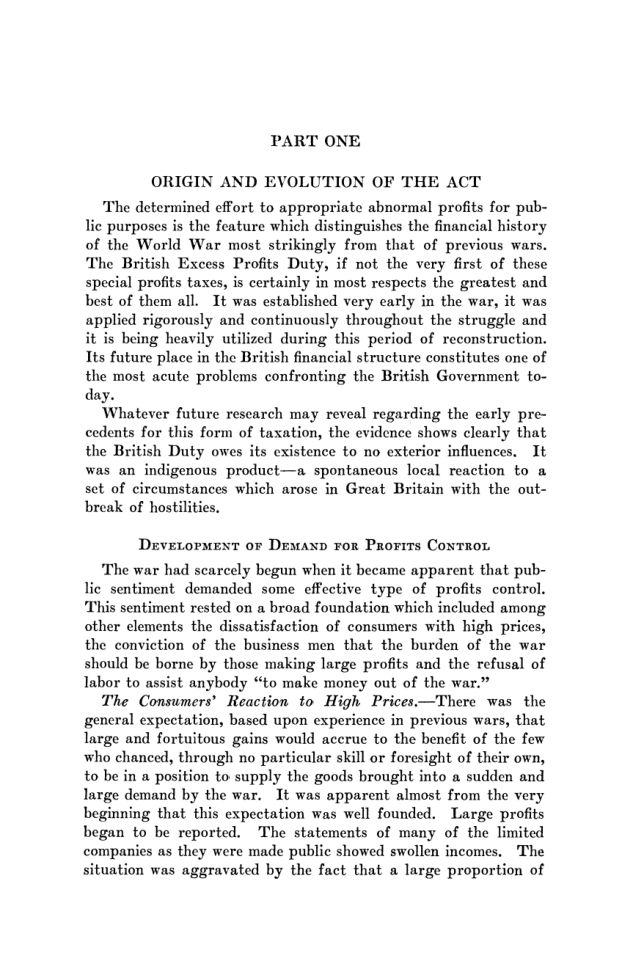 PART ONE
ORIGIN AND EVOLUTION OF THE ACT
The determined effort to appropriate abnormal profits for pub-
lic purposes is the feature which distinguishes the financial history
of the World War most strikingly from that of previous wars.
The British Excess Profits Duty, if not the very first of these
special profits taxes, is certainly in most respects the greatest and
best of them all. It was established very early in the war, it was
applied rigorously and continuously throughout the struggle and
it is being heavily utilized during this period of reconstruction.
Its future place in the British financial structure constitutes one of
the most acute problems confronting the British Government to-
day.
Whatever future research may reveal regarding the early pre-
cedents for this form of taxation, the evidence shows clearly that
the British Duty owes its existence to no exterior influences. It
was an indigenous product—a spontaneous local reaction to a
set of circumstances which arose in Great Britain with the out-
break of hostilities.
DEVELOPMENT OF DEMAND FOR PROFITS CONTROL
The war had scarcely begun when it became apparent that pub-
lic sentiment demanded some effective type of profits control.
This sentiment rested on a broad foundation which included among
other elements the dissatisfaction of consumers with high prices,
the conviction of the business men that the burden of the war
should be borne by those making large profits and the refusal of
labor to assist anybody “to make money out of the war.”
The Consumers’ Reaction to High Prices.—There was the
general expectation, based upon experience in previous wars, that
large and fortuitous gains would accrue to the benefit of the few
who chanced, through no particular skill or foresight of their own,
to be in a position to supply the goods brought into a sudden and
large demand by the war. It was apparent almost from the very
beginning that this expectation was well founded. Large profits
began to be reported. The statements of many of the limited
companies as they were made public showed swollen incomes. The
situation was aggravated by the fact that a large proportion of